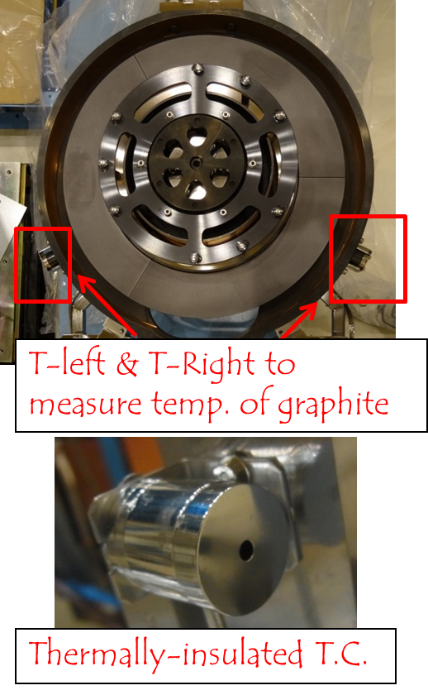 T-left & T-Right to
measure temp. of graphite
Thermally-insulated T.C.